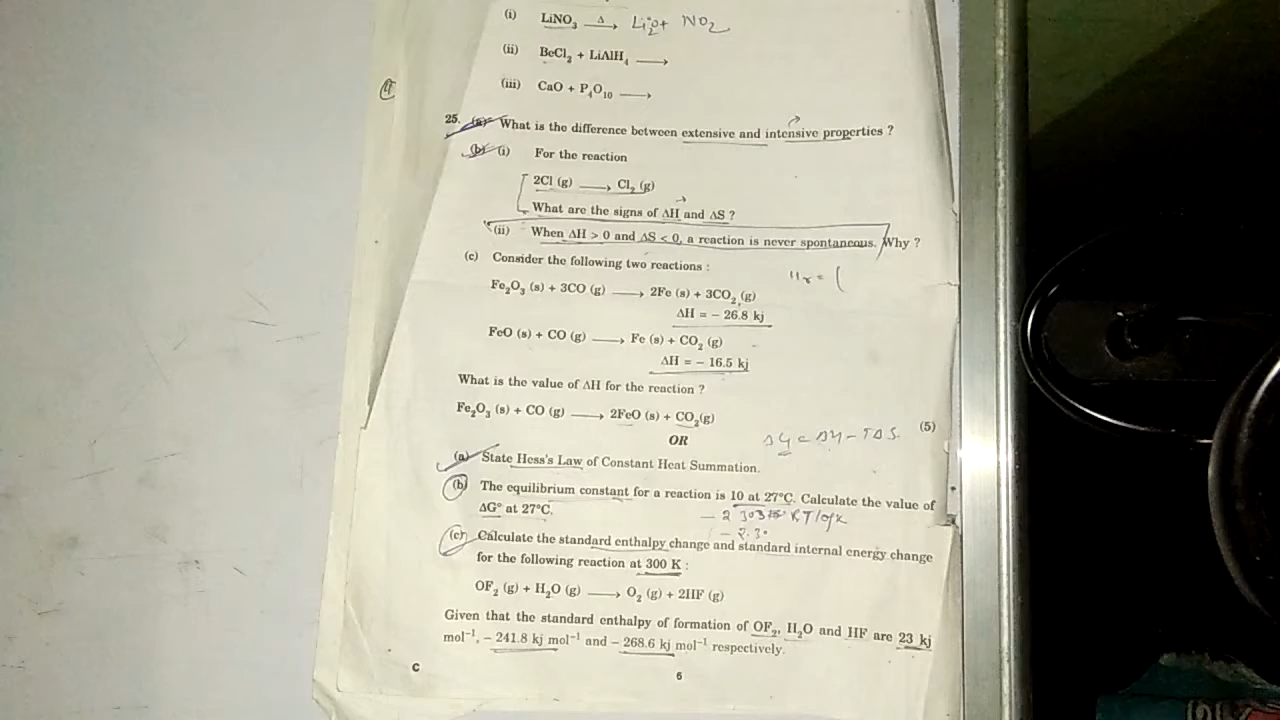 (i) LiNO₃ —Δ→ Li₂O + NO₂
(ii) BeCl₂ + LiAlH₄ ⟶
(iii) CaO + P₄O₁₀ ⟶
25. (a) What is the difference between extensive and intensive properties ?
(b) (i) For the reaction
2Cl (g) ⟶ Cl₂ (g)
What are the signs of ΔH and ΔS ?
(ii) When ΔH > 0 and ΔS < 0, a reaction is never spontaneous. Why ?
(c) Consider the following two reactions :
Fe₂O₃ (s) + 3CO (g) ⟶ 2Fe (s) + 3CO₂ (g)
ΔH = – 26.8 kj
FeO (s) + CO (g) ⟶ Fe (s) + CO₂ (g)
ΔH = – 16.5 kj
What is the value of ΔH for the reaction ?
Fe₂O₃ (s) + CO (g) ⟶ 2FeO (s) + CO₂(g) (5)
OR ΔG = ΔH – TΔS.
(a) State Hess's Law of Constant Heat Summation.
(b) The equilibrium constant for a reaction is 10 at 27°C. Calculate the value of
ΔG° at 27°C.
(c) Calculate the standard enthalpy change and standard internal energy change
for the following reaction at 300 K :
OF₂ (g) + H₂O (g) ⟶ O₂ (g) + 2HF (g)
Given that the standard enthalpy of formation of OF₂, H₂O and HF are 23 kj
mol⁻¹, – 241.8 kj mol⁻¹ and – 268.6 kj mol⁻¹ respectively.
C 6